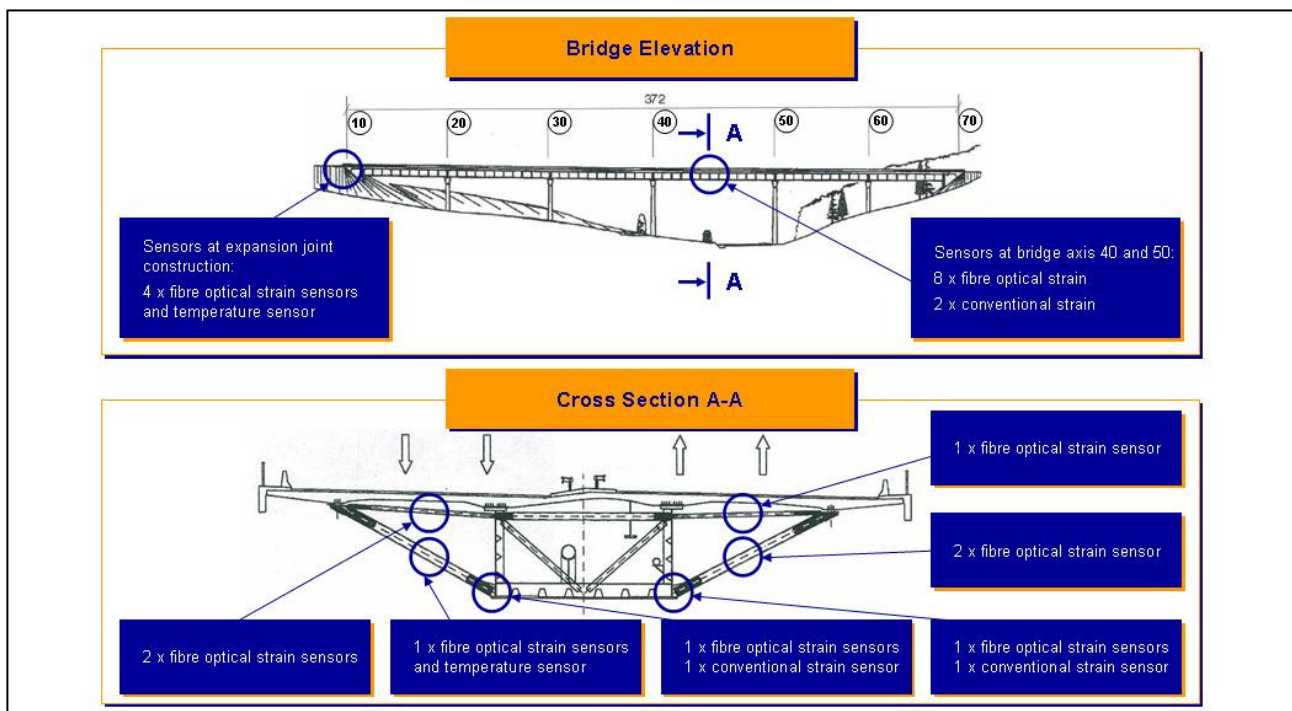 Bridge Elevation
372
10
20
30
40
50
60
70
A
Sensors at expansion joint
construction:
4 x fibre optical strain sensors
and temperature sensor
A
Sensors at bridge axis 40 and 50:
8 x fibre optical strain
2 x conventional strain
Cross Section A-A
1 x fibre optical strain sensor
2 x fibre optical strain sensor
2 x fibre optical strain sensors
1 x fibre optical strain sensors
and temperature sensor
1 x fibre optical strain sensors
1 x conventional strain sensor
1 x fibre optical strain sensors
1 x conventional strain sensor